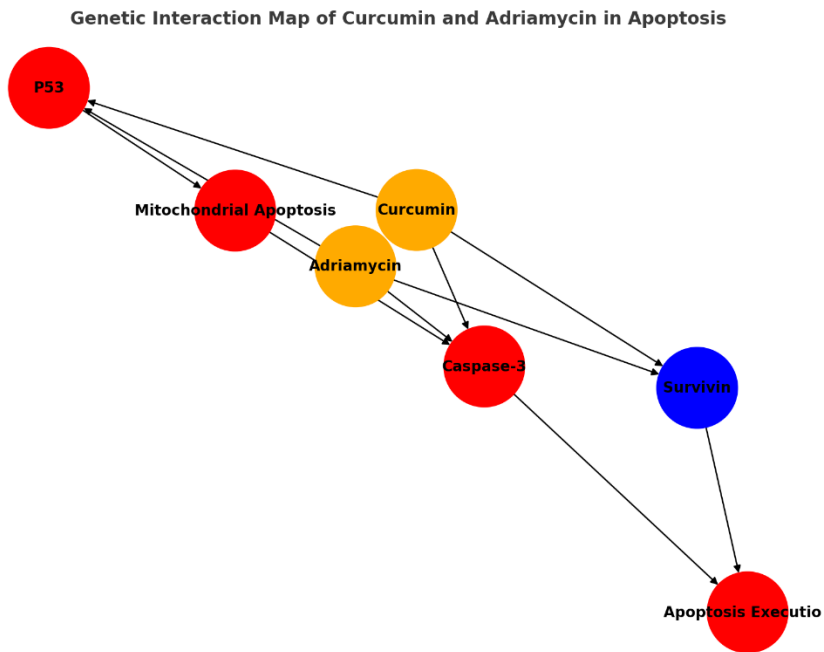 Genetic Interaction Map of Curcumin and Adriamycin in Apoptosis
P53
Mitochondrial Apoptosis
Curcumin
Adriamycin
Caspase-3
Survivin
Apoptosis Executio